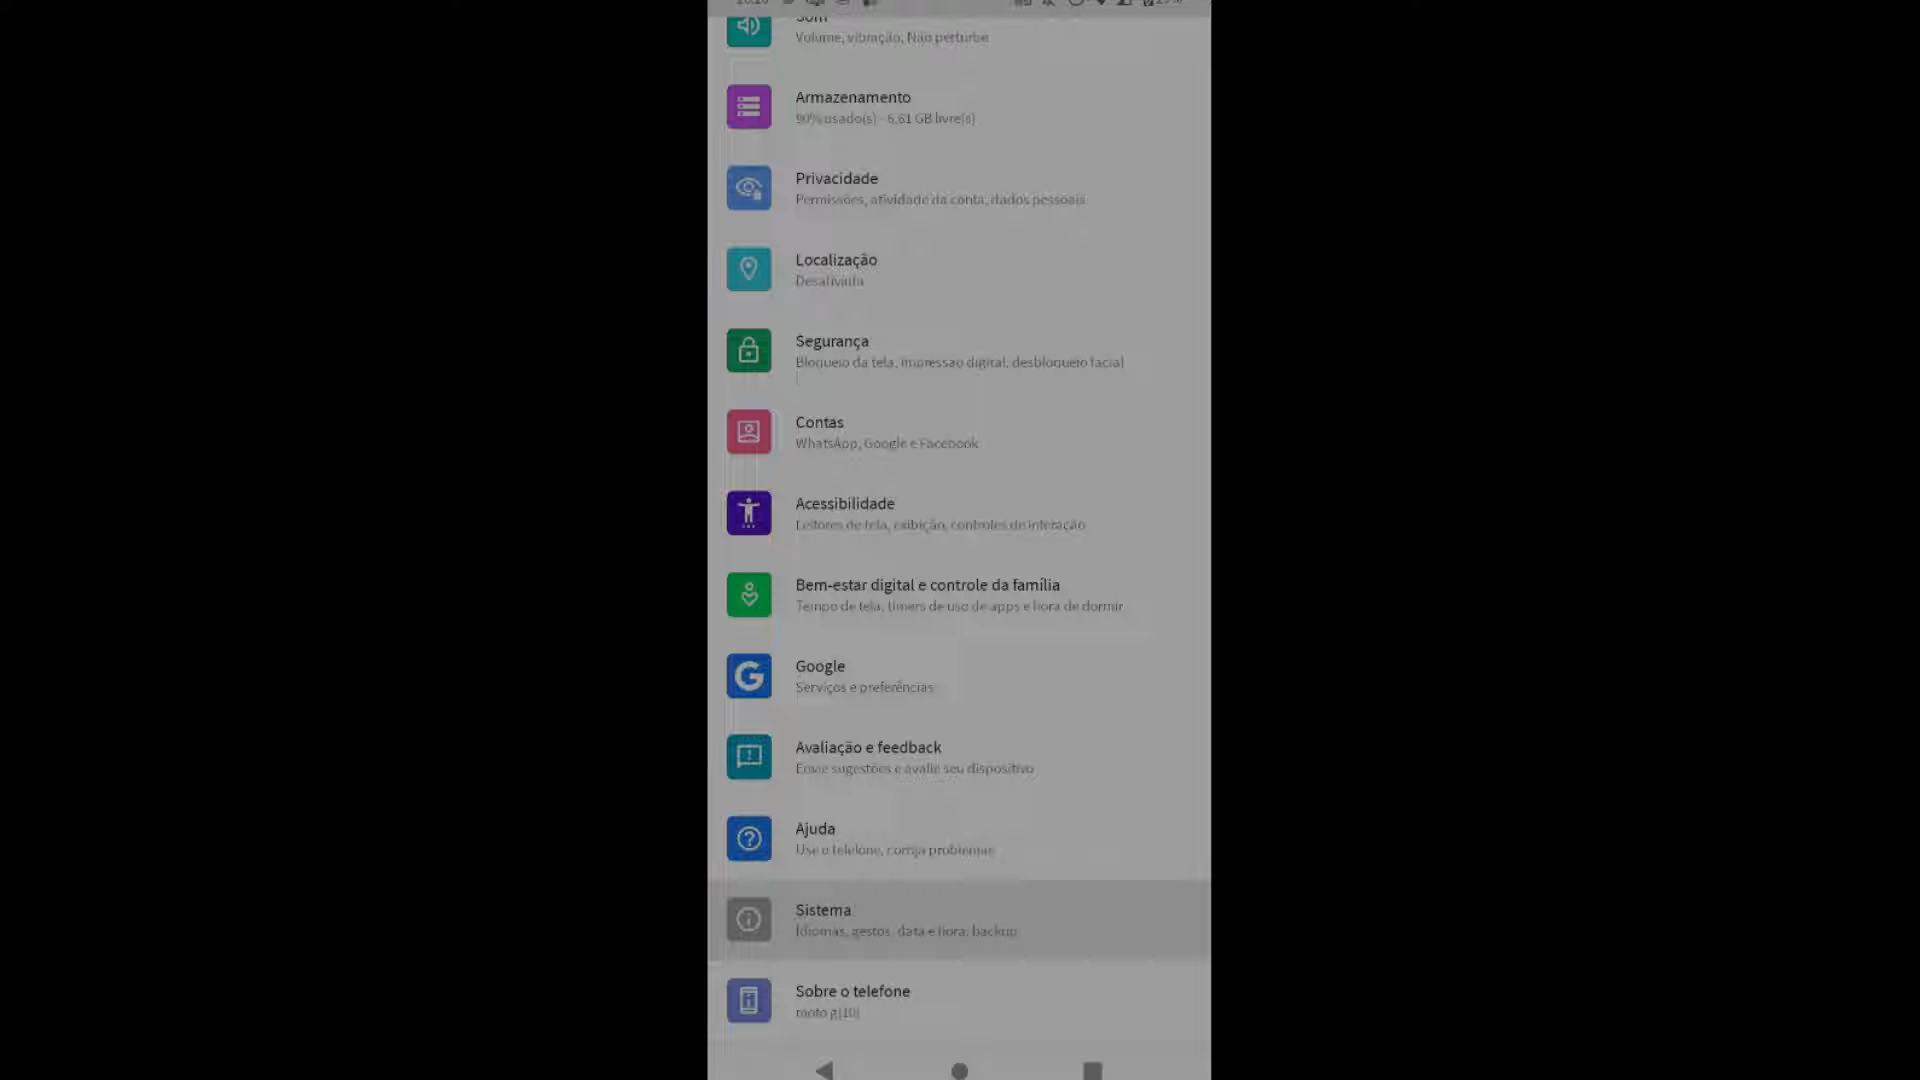 Som
Volume, vibração, Não perturbe
Armazenamento
90% usado(s) - 6,61 GB livre(s)
Privacidade
Permissões, atividade da conta, dados pessoais
Localização
Desativada
Segurança
Bloqueio da tela, impressão digital, desbloqueio facial
Contas
WhatsApp, Google e Facebook
Acessibilidade
Leitores de tela, exibição, controles de interação
Bem-estar digital e controle da família
Tempo de tela, timers de uso de apps e hora de dormir
Google
Serviços e preferências
Avaliação e feedback
Envie sugestões e avalie seu dispositivo
Ajuda
Use o telefone, corrija problemas
Sistema
Idiomas, gestos, data e hora, backup
Sobre o telefone
moto g(10)